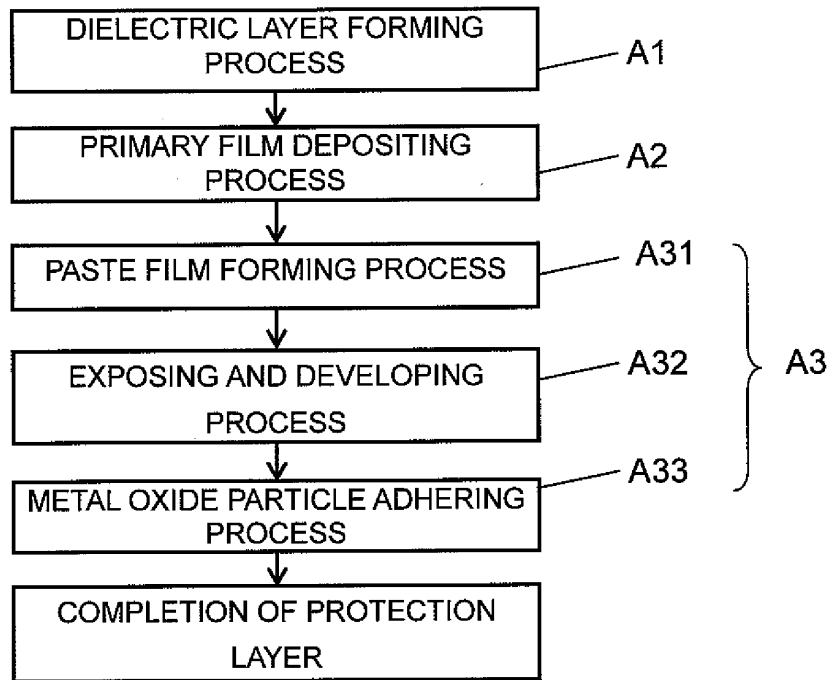 DIELECTRIC LAYER FORMING
PROCESS
A1
PRIMARY FILM DEPOSITING
PROCESS
A2
PASTE FILM FORMING PROCESS
A31
EXPOSING AND DEVELOPING
PROCESS
A32
A3
METAL OXIDE PARTICLE ADHERING
PROCESS
A33
COMPLETION OF PROTECTION
LAYER